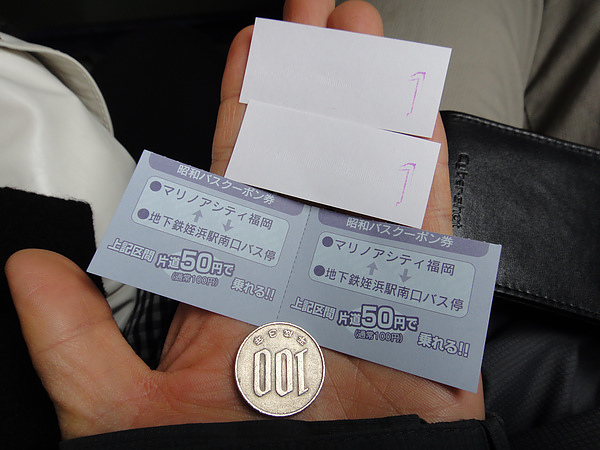 1
1
昭和バスクーポン券
●マリノアシティ福岡
↑↓
●地下鉄姪浜駅南口バス停
上記区間 片道50円で
(通常100円)
乗れる!!
昭和バスクーポン券
●マリノアシティ福岡
↑↓
●地下鉄姪浜駅南口バス停
上記区間 片道50円で
(通常100円)
乗れる!!
100